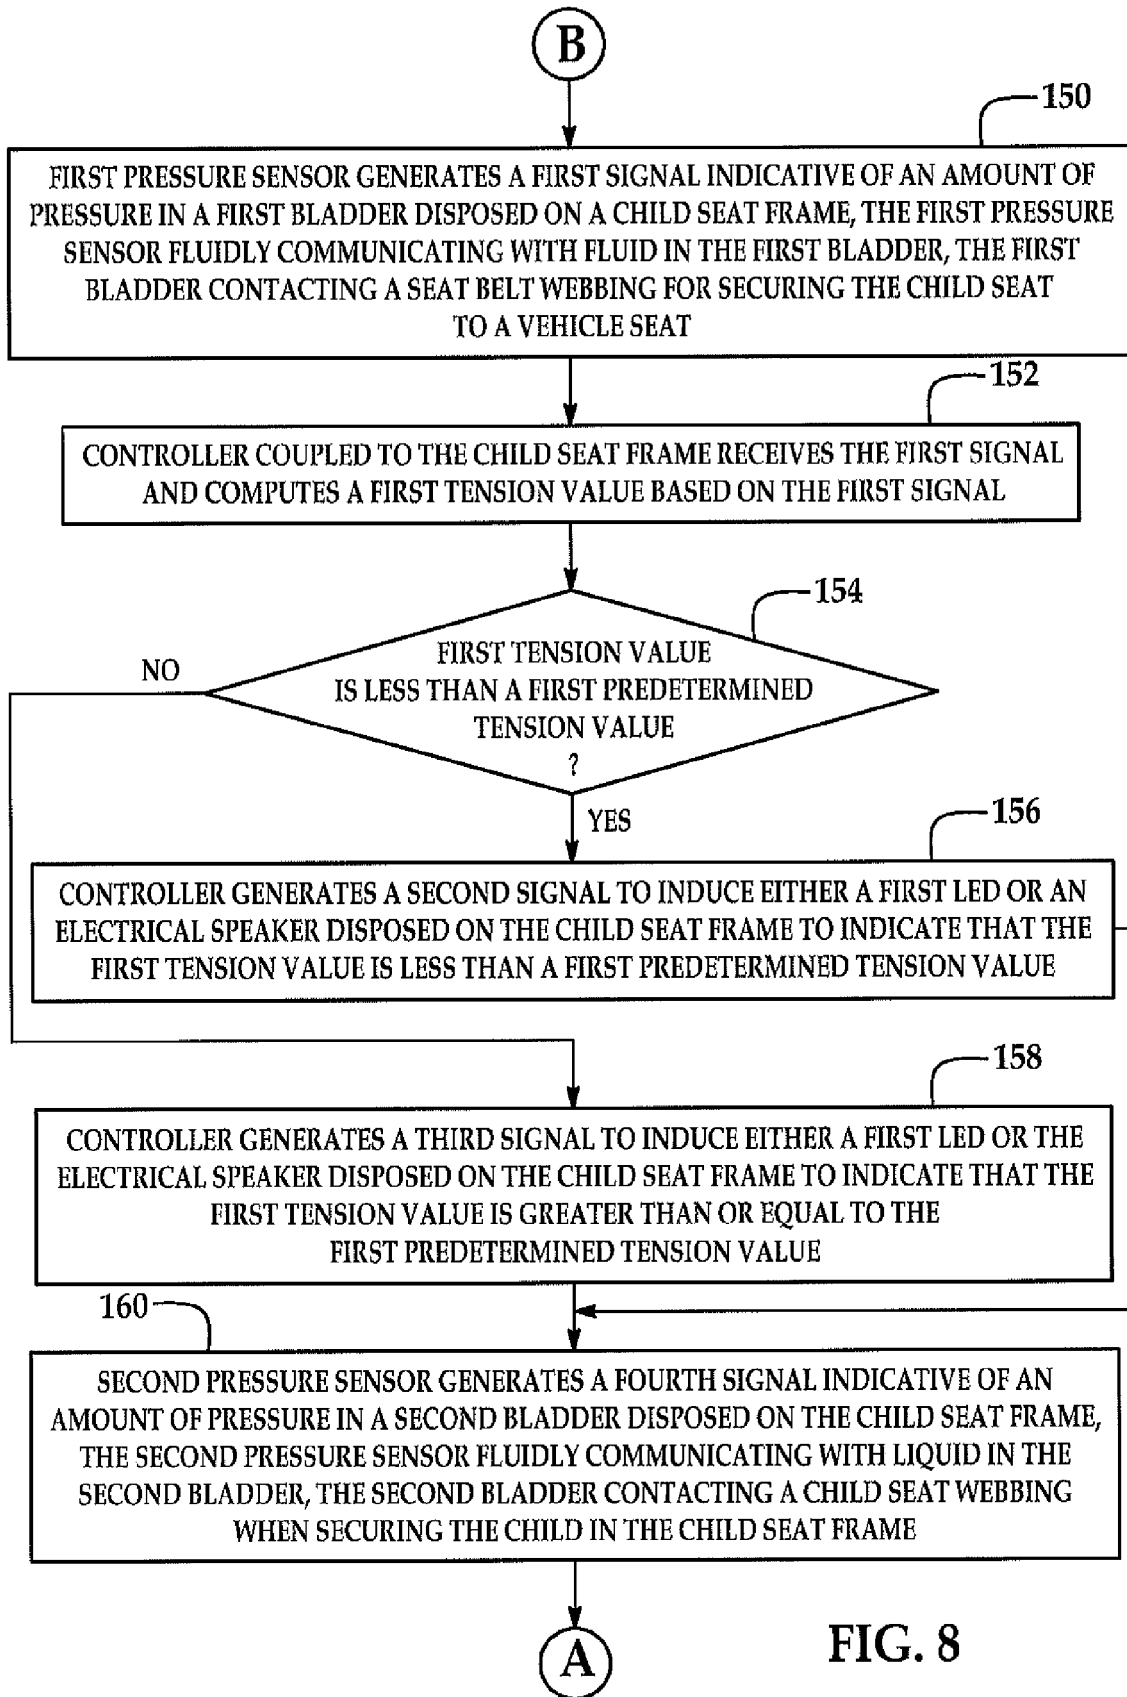 B
150
FIRST PRESSURE SENSOR GENERATES A FIRST SIGNAL INDICATIVE OF AN AMOUNT OF
PRESSURE IN A FIRST BLADDER DISPOSED ON A CHILD SEAT FRAME, THE FIRST PRESSURE
SENSOR FLUIDLY COMMUNICATING WITH FLUID IN THE FIRST BLADDER, THE FIRST
BLADDER CONTACTING A SEAT BELT WEBBING FOR SECURING THE CHILD SEAT
TO A VEHICLE SEAT
152
CONTROLLER COUPLED TO THE CHILD SEAT FRAME RECEIVES THE FIRST SIGNAL
AND COMPUTES A FIRST TENSION VALUE BASED ON THE FIRST SIGNAL
154
FIRST TENSION VALUE
IS LESS THAN A FIRST PREDETERMINED
TENSION VALUE
?
NO
YES
156
CONTROLLER GENERATES A SECOND SIGNAL TO INDUCE EITHER A FIRST LED OR AN
ELECTRICAL SPEAKER DISPOSED ON THE CHILD SEAT FRAME TO INDICATE THAT THE
FIRST TENSION VALUE IS LESS THAN A FIRST PREDETERMINED TENSION VALUE
158
CONTROLLER GENERATES A THIRD SIGNAL TO INDUCE EITHER A FIRST LED OR THE
ELECTRICAL SPEAKER DISPOSED ON THE CHILD SEAT FRAME TO INDICATE THAT THE
FIRST TENSION VALUE IS GREATER THAN OR EQUAL TO THE
FIRST PREDETERMINED TENSION VALUE
160
SECOND PRESSURE SENSOR GENERATES A FOURTH SIGNAL INDICATIVE OF AN
AMOUNT OF PRESSURE IN A SECOND BLADDER DISPOSED ON THE CHILD SEAT FRAME,
THE SECOND PRESSURE SENSOR FLUIDLY COMMUNICATING WITH LIQUID IN THE
SECOND BLADDER, THE SECOND BLADDER CONTACTING A CHILD SEAT WEBBING
WHEN SECURING THE CHILD IN THE CHILD SEAT FRAME
A
FIG. 8